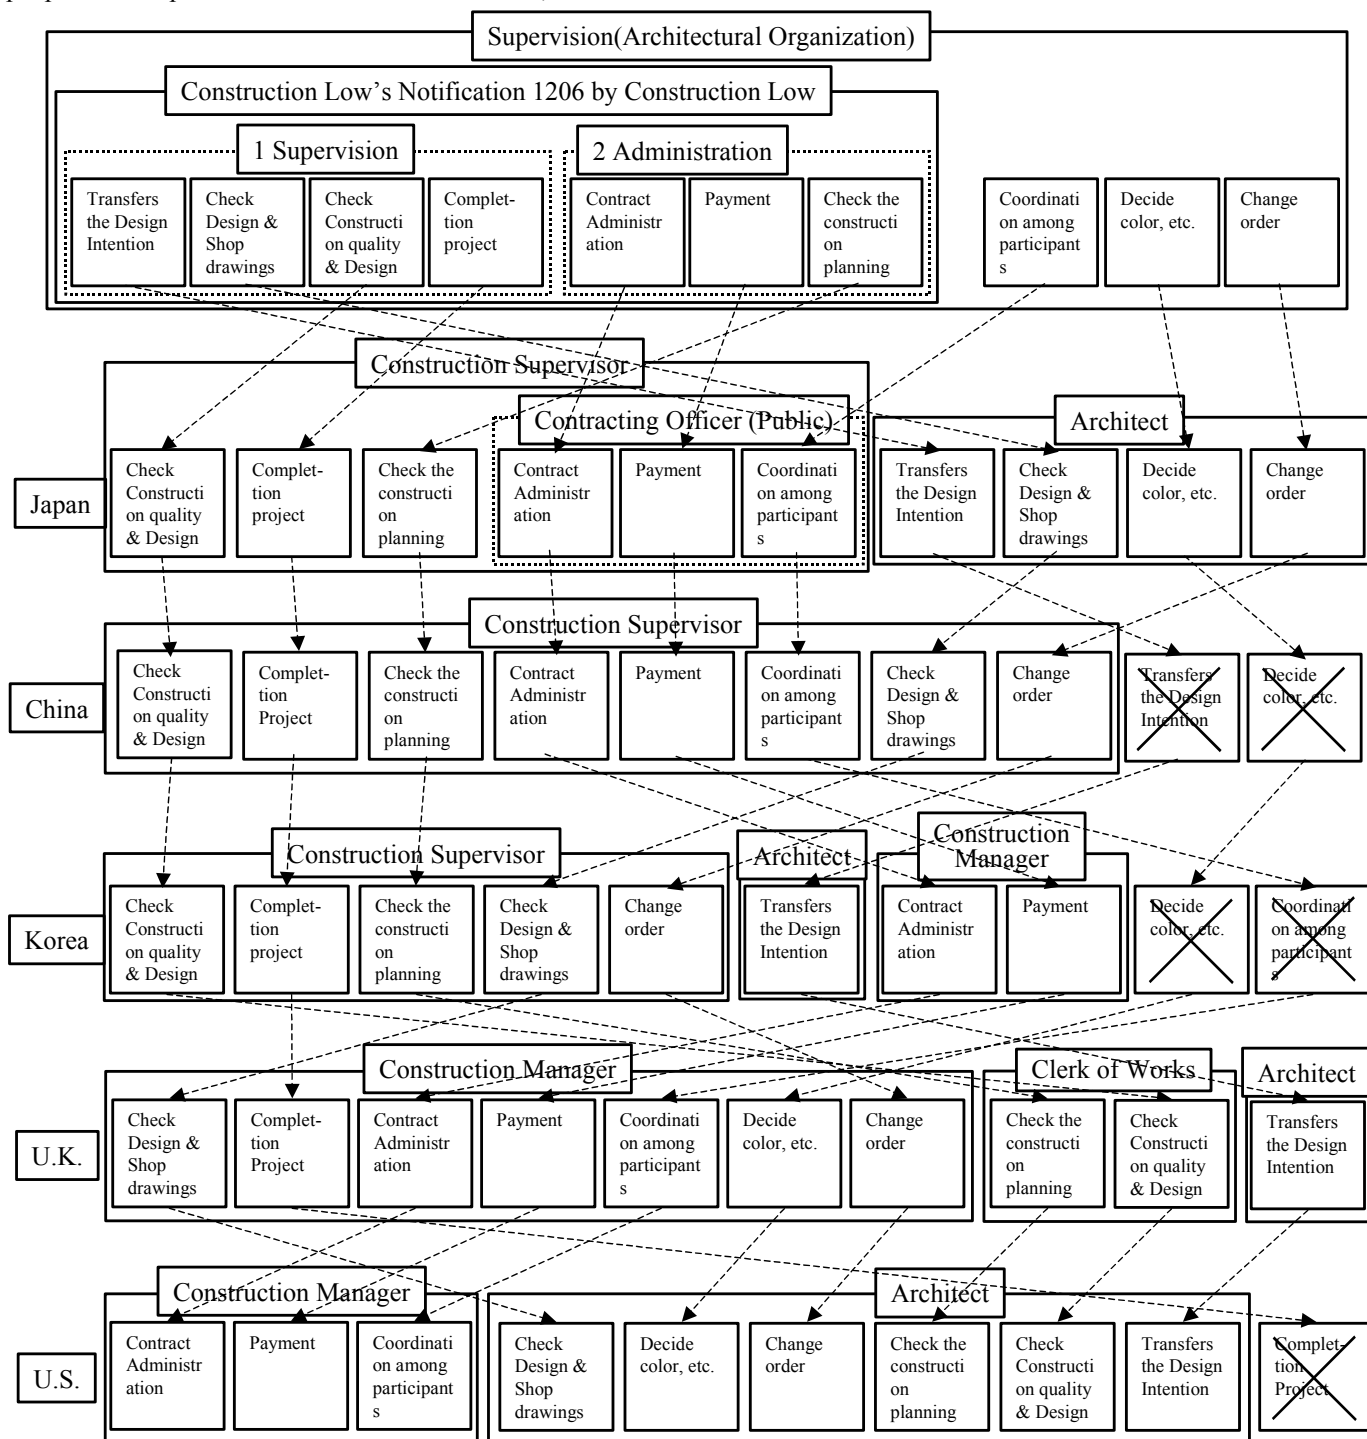 Supervision(Architectural Organization)
Construction Low's Notification 1206 by Construction Low
1 Supervision
2 Administration
Transfers
the Design
Intention
Check
Design &
Shop
drawings
Check
Constructi
on quality
& Design
Complet-
tion
project
Contract
Administr
ation
Payment
Check the
constructi
on
planning
Coordinati
on among
participant
s
Decide
color, etc.
Change
order
Construction Supervisor
Contracting Officer (Public)
Architect
Japan
Check
Constructi
on quality
& Design
Complet-
tion
project
Check the
constructi
on
planning
Contract
Administr
ation
Payment
Coordinati
on among
participant
s
Transfers
the Design
Intention
Check
Design &
Shop
drawings
Decide
color, etc.
Change
order
Construction Supervisor
China
Check
Constructi
on quality
& Design
Complet-
tion
Project
Check the
constructi
on
planning
Contract
Administr
ation
Payment
Coordinati
on among
participant
s
Check
Design &
Shop
drawings
Change
order
Transfers
the Design
Intention
Decide
color, etc.
Construction Supervisor
Architect
Construction
Manager
Korea
Check
Constructi
on quality
& Design
Complet-
tion
project
Check the
constructi
on
planning
Check
Design &
Shop
drawings
Change
order
Transfers
the Design
Intention
Contract
Administr
ation
Payment
Decide
color, etc.
Coordinati
on among
participant
s
Construction Manager
Clerk of Works
Architect
U.K.
Check
Design &
Shop
drawings
Complet-
tion
Project
Contract
Administr
ation
Payment
Coordinati
on among
participant
s
Decide
color, etc.
Change
order
Check the
constructi
on
planning
Check
Constructi
on quality
& Design
Transfers
the Design
Intention
Construction Manager
Architect
U.S.
Contract
Administr
ation
Payment
Coordinati
on among
participant
s
Check
Design &
Shop
drawings
Decide
color, etc.
Change
order
Check the
constructi
on
planning
Check
Constructi
on quality
& Design
Transfers
the Design
Intention
Complet-
tion
Project